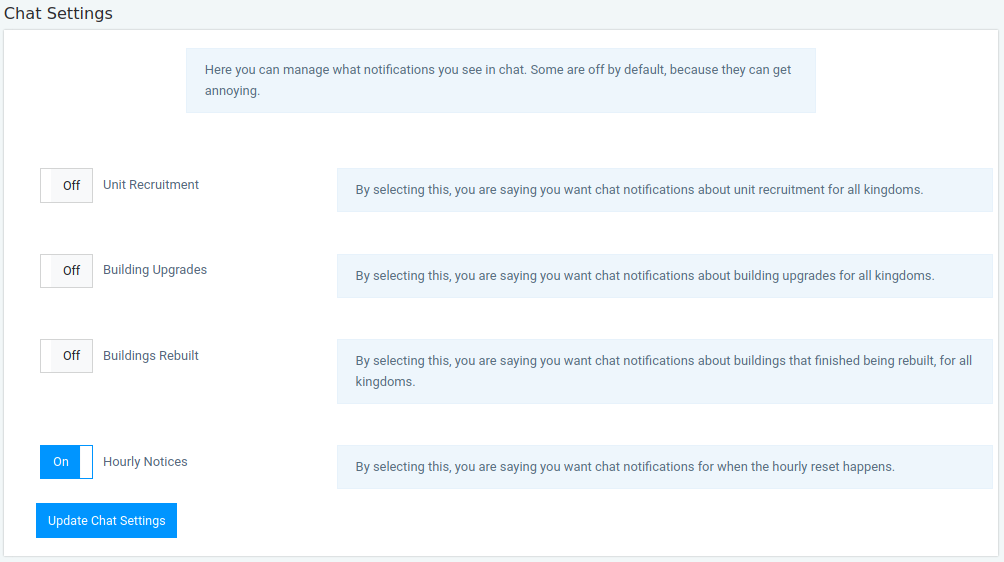 Chat Settings
Here you can manage what notifications you see in chat. Some are off by default, because they can get
annoying.
Off Unit Recruitment
By selecting this, you are saying you want chat notifications about unit recruitment for all kingdoms.
Off Building Upgrades
By selecting this, you are saying you want chat notifications about building upgrades for all kingdoms.
Off Buildings Rebuilt
By selecting this, you are saying you want chat notifications about buildings that finished being rebuilt, for all
kingdoms.
On Hourly Notices
By selecting this, you are saying you want chat notifications for when the hourly reset happens.
Update Chat Settings